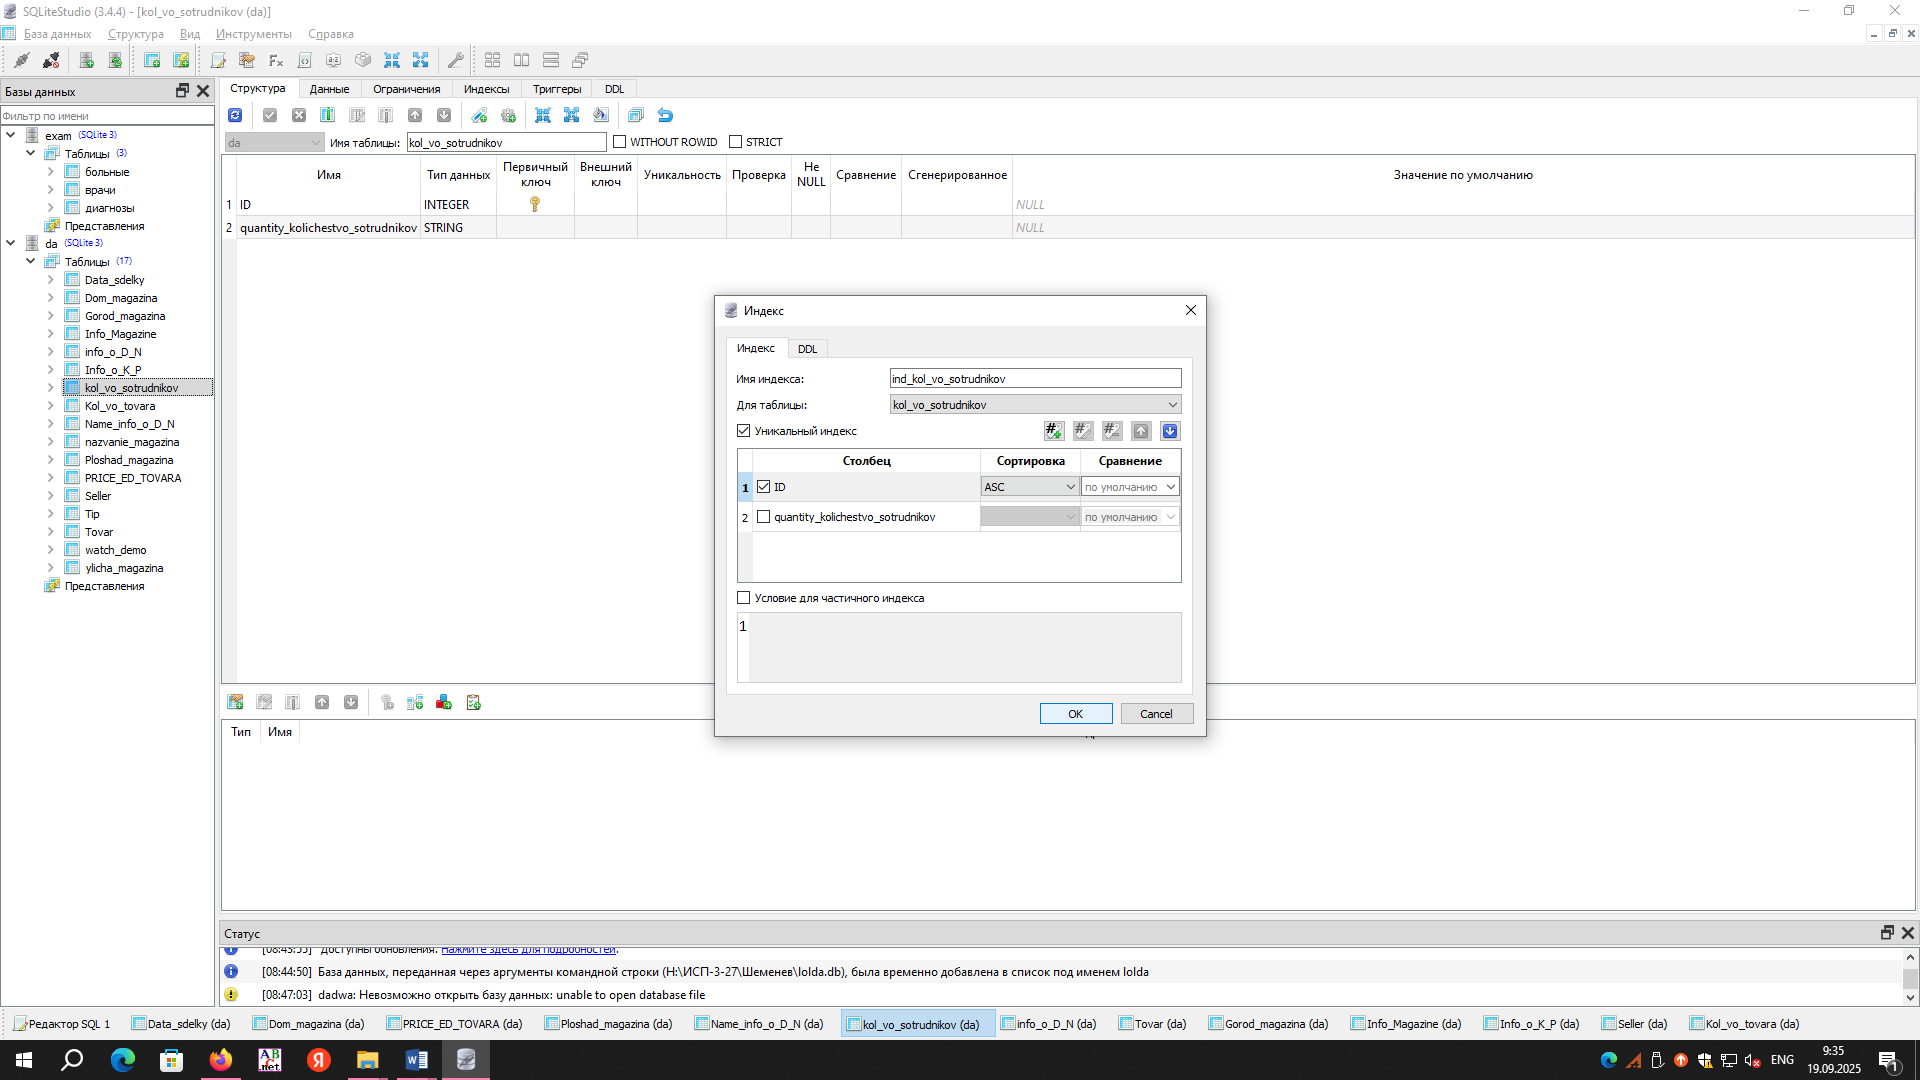 SQLiteStudio (3.4.4) - [kol_vo_sotrudnikov (da)]
База данных Структура Вид Инструменты Справка
Базы данных
Фильтр по имени
exam (SQLite 3)
Таблицы (3)
больные
врачи
диагнозы
Представления
da (SQLite 3)
Таблицы (17)
Data_sdelky
Dom_magazina
Gorod_magazina
Info_Magazine
info_o_D_N
Info_o_K_P
kol_vo_sotrudnikov
Kol_vo_tovara
Name_info_o_D_N
nazvanie_magazina
Ploshad_magazina
PRICE_ED_TOVARA
Seller
Tip
Tovar
watch_demo
ylicha_magazina
Представления
Структура Данные Ограничения Индексы Триггеры DDL
da Имя таблицы: kol_vo_sotrudnikov WITHOUT ROWID STRICT
Имя Тип данных Первичный ключ Внешний ключ Уникальность Проверка Не NULL Сравнение Сгенерированное Значение по умолчанию
1 ID INTEGER NULL
2 quantity_kolichestvo_sotrudnikov STRING NULL
Индекс
Индекс DDL
Имя индекса: ind_kol_vo_sotrudnikov
Для таблицы: kol_vo_sotrudnikov
Уникальный индекс
Столбец Сортировка Сравнение
1 ID ASC по умолчанию
2 quantity_kolichestvo_sotrudnikov по умолчанию
Условие для частичного индекса
1
OK Cancel
Тип Имя
Статус
[08:43:55] Доступны обновления. Нажмите здесь для подробностей.
[08:44:50] База данных, переданная через аргументы командной строки (H:\ИСП-3-27\Шеменев\lolda.db), была временно добавлена в список под именем lolda
[08:47:03] dadwa: Невозможно открыть базу данных: unable to open database file
Редактор SQL 1 Data_sdelky (da) Dom_magazina (da) PRICE_ED_TOVARA (da) Ploshad_magazina (da) Name_info_o_D_N (da) kol_vo_sotrudnikov (da) info_o_D_N (da) Tovar (da) Gorod_magazina (da) Info_Magazine (da) Info_o_K_P (da) Seller (da) Kol_vo_tovara (da)
ENG
9:35
19.09.2025
1